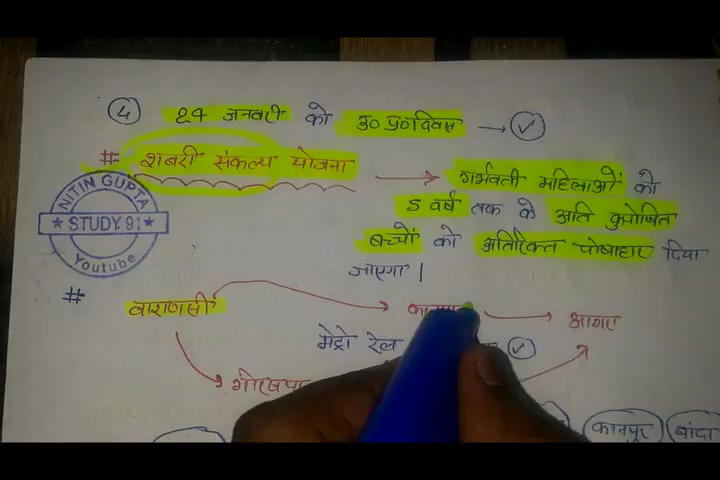 ④ 24 जनवरी को उ० प्र० दिवस → ✓
# शबरी संकल्प योजना → गर्भवती महिलाओं को
5 वर्ष तक के अति कुपोषित
बच्चों को अतिरिक्त पोषाहार दिया
जाएगा।
NITIN GUPTA
★ STUDY 91 ★
Youtube
# वाराणसी → → आगरा
मेट्रो रेल ✓
कानपुर बांदा